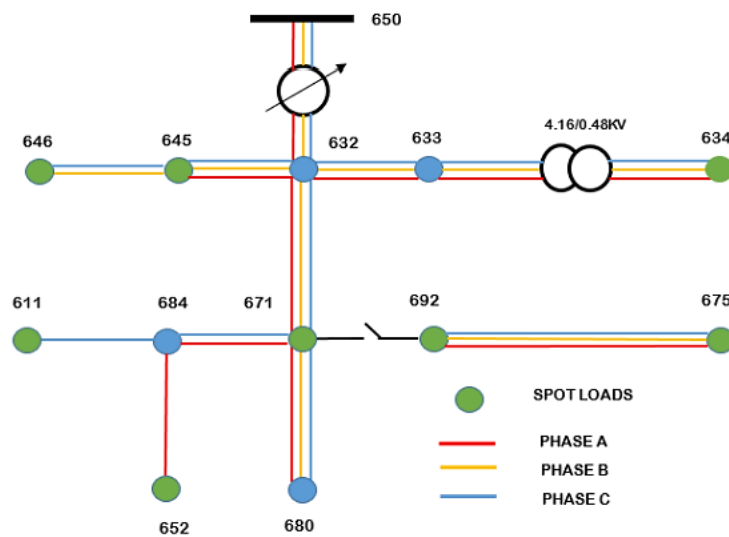 650
4.16/0.48KV
646
645
632
633
634
611
684
671
692
675
SPOT LOADS
PHASE A
PHASE B
PHASE C
652
680